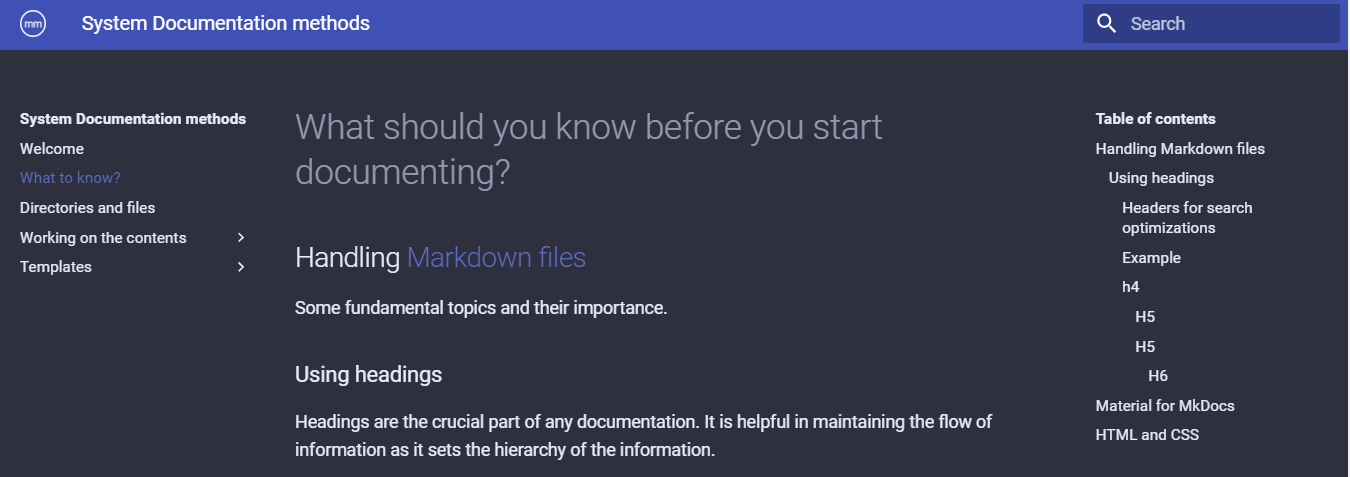 mm
System Documentation methods
Search
System Documentation methods
Welcome
What to know?
Directories and files
Working on the contents
Templates
What should you know before you start
documenting?
Handling Markdown files
Some fundamental topics and their importance.
Using headings
Headings are the crucial part of any documentation. It is helpful in maintaining the flow of
information as it sets the hierarchy of the information.
Table of contents
Handling Markdown files
Using headings
Headers for search
optimizations
Example
h4
H5
H5
H6
Material for MkDocs
HTML and CSS